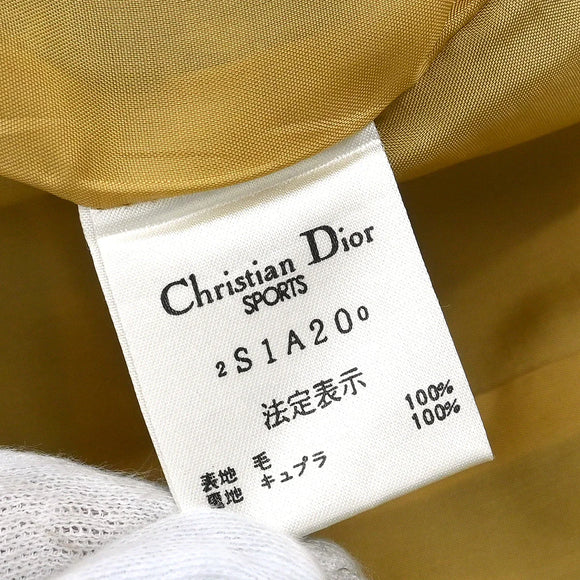 Christian Dior
SPORTS
2S1A200
法定表示
表地 毛 100%
裏地 キュプラ 100%